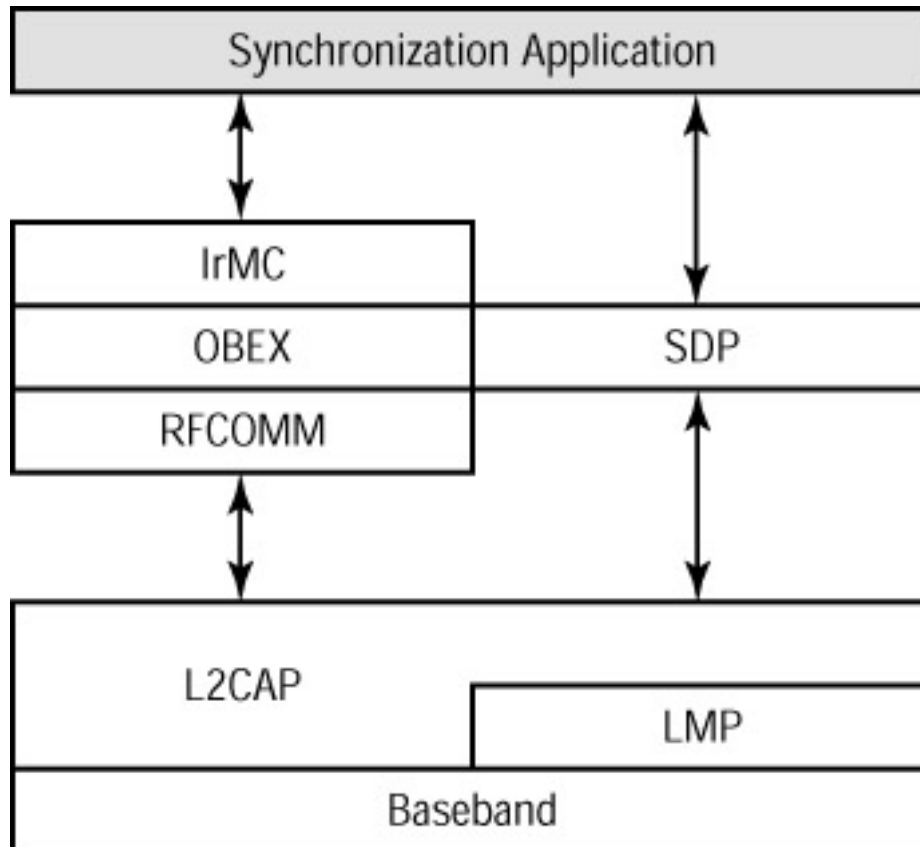 Synchronization Application
IrMC
OBEX
SDP
RFCOMM
L2CAP
LMP
Baseband